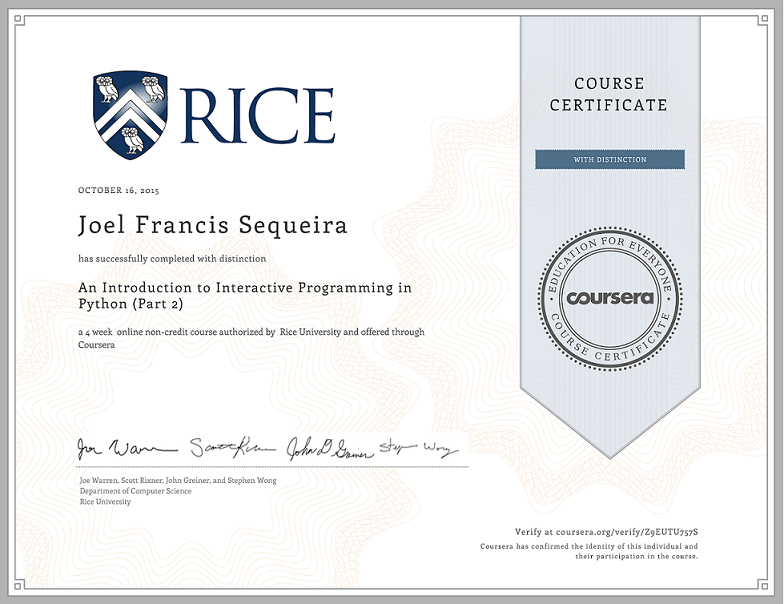 RICE
COURSE
CERTIFICATE
WITH DISTINCTION
OCTOBER 16, 2015
Joel Francis Sequeira
has successfully completed with distinction
An Introduction to Interactive Programming in
Python (Part 2)
a 4 week online non-credit course authorized by Rice University and offered through
Coursera
EDUCATION FOR EVERYONE
coursera
COURSE CERTIFICATE
Joe Warren Scott Rixner John D Greiner Stephen Wong
Joe Warren, Scott Rixner, John Greiner, and Stephen Wong
Department of Computer Science
Rice University
Verify at coursera.org/verify/Z9EUTU757S
Coursera has confirmed the identity of this individual and
their participation in the course.